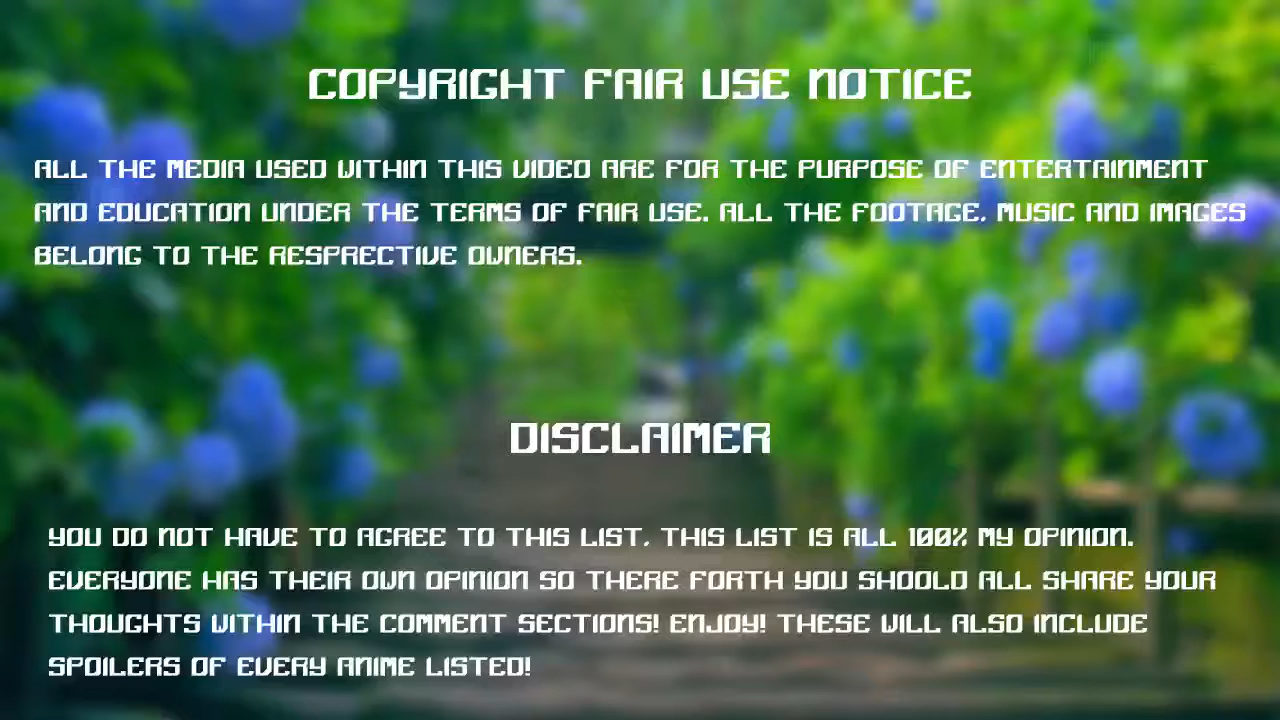 COPYRIGHT FAIR USE NOTICE
ALL THE MEDIA USED WITHIN THIS VIDEO ARE FOR THE PURPOSE OF ENTERTAINMENT
AND EDUCATION UNDER THE TERMS OF FAIR USE. ALL THE FOOTAGE, MUSIC AND IMAGES
BELONG TO THE RESPRECTIVE OWNERS.
DISCLAIMER
YOU DO NOT HAVE TO AGREE TO THIS LIST, THIS LIST IS ALL 100% MY OPINION.
EVERYONE HAS THEIR OWN OPINION SO THERE FORTH YOU SHOOLD ALL SHARE YOUR
THOUGHTS WITHIN THE COMMENT SECTIONS! ENJOY! THESE WILL ALSO INCLUDE
SPOILERS OF EVERY ANIME LISTED!